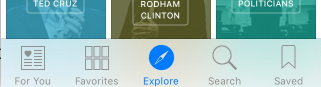 TED CRUZ
RODHAM
CLINTON
POLITICIANS
For You
Favorites
Explore
Search
Saved